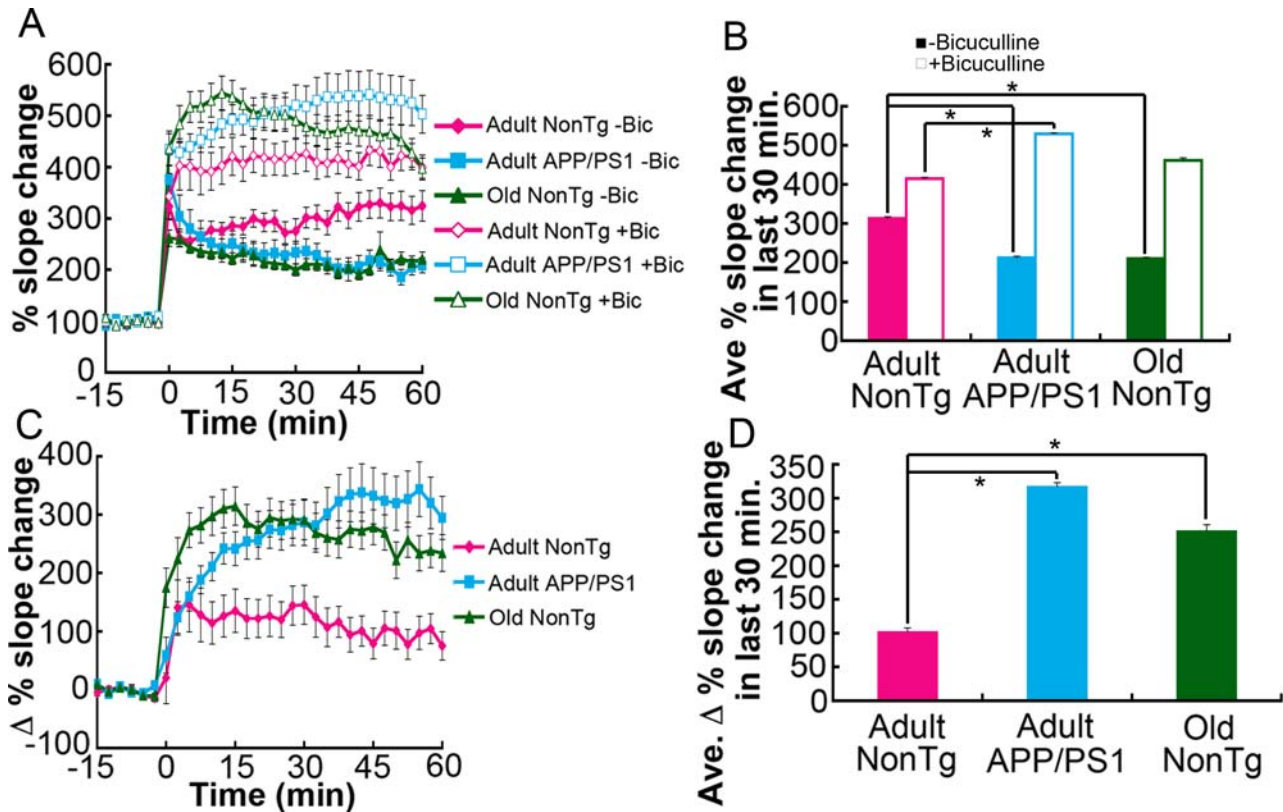 A
% slope change
600
500
400
300
200
100
0
-15 0 15 30 45 60
Time (min)
Adult NonTg -Bic
Adult APP/PS1 -Bic
Old NonTg -Bic
Adult NonTg +Bic
Adult APP/PS1 +Bic
Old NonTg +Bic
B
-Bicuculline
+Bicuculline
Ave % slope change
in last 30 min.
600
500
400
300
200
100
0
*
*
*
Adult
NonTg
Adult
APP/PS1
Old
NonTg
C
Δ % slope change
400
300
200
100
0
-100
-15 0 15 30 45 60
Time (min)
Adult NonTg
Adult APP/PS1
Old NonTg
D
Ave. Δ % slope change
in last 30 min.
350
300
250
200
150
100
50
0
*
*
Adult
NonTg
Adult
APP/PS1
Old
NonTg